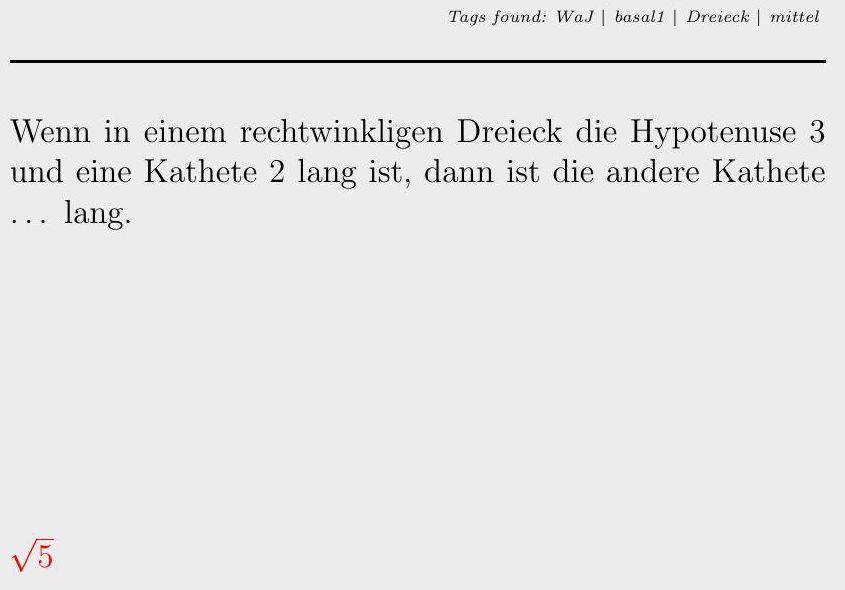 Tags found: WaJ | basal1 | Dreieck | mittel
Wenn in einem rechtwinkligen Dreieck die Hypotenuse 3
und eine Kathete 2 lang ist, dann ist die andere Kathete
... lang.
√5